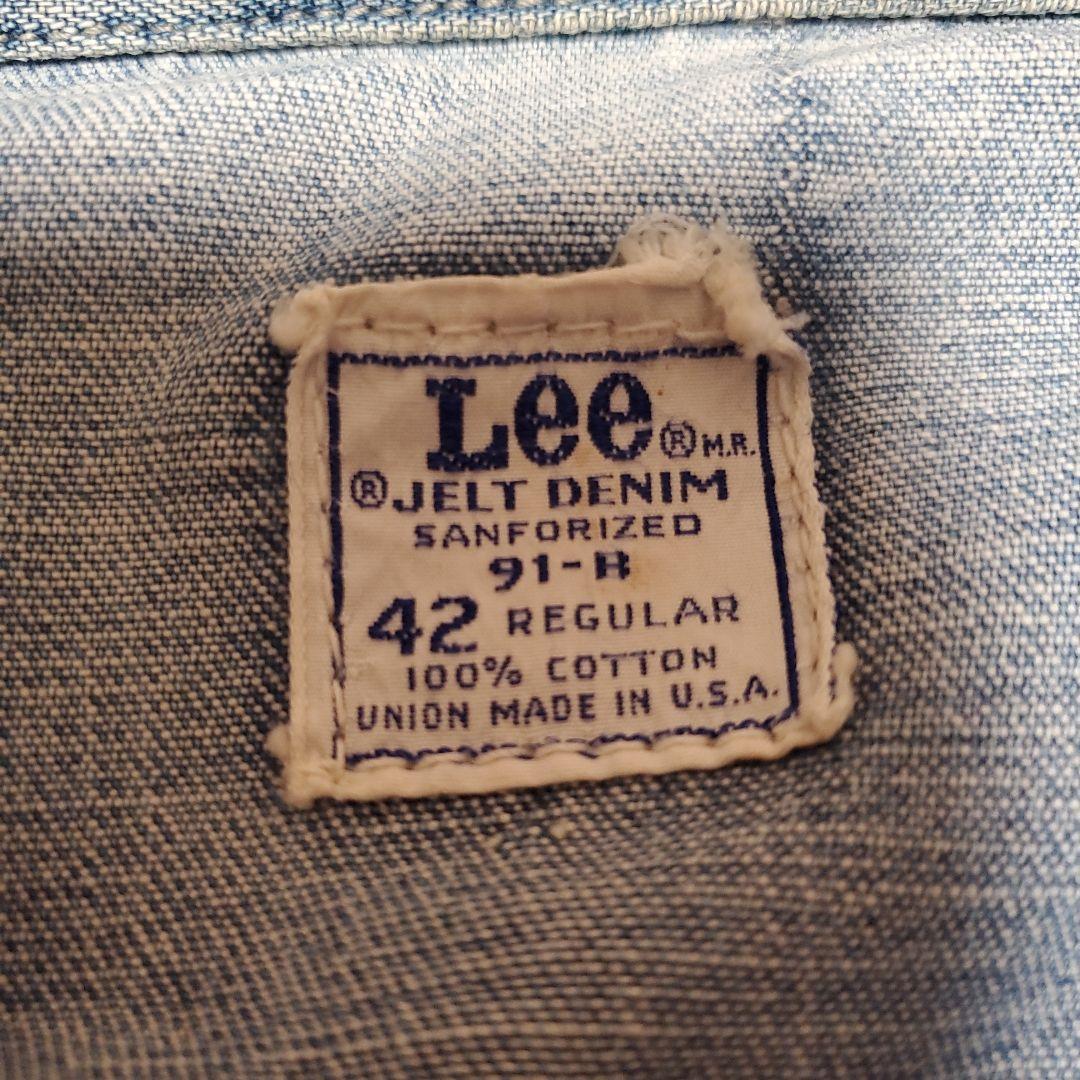 Lee ® M.R.
® JELT DENIM
SANFORIZED
91-B
42 REGULAR
100% COTTON
UNION MADE IN U.S.A.